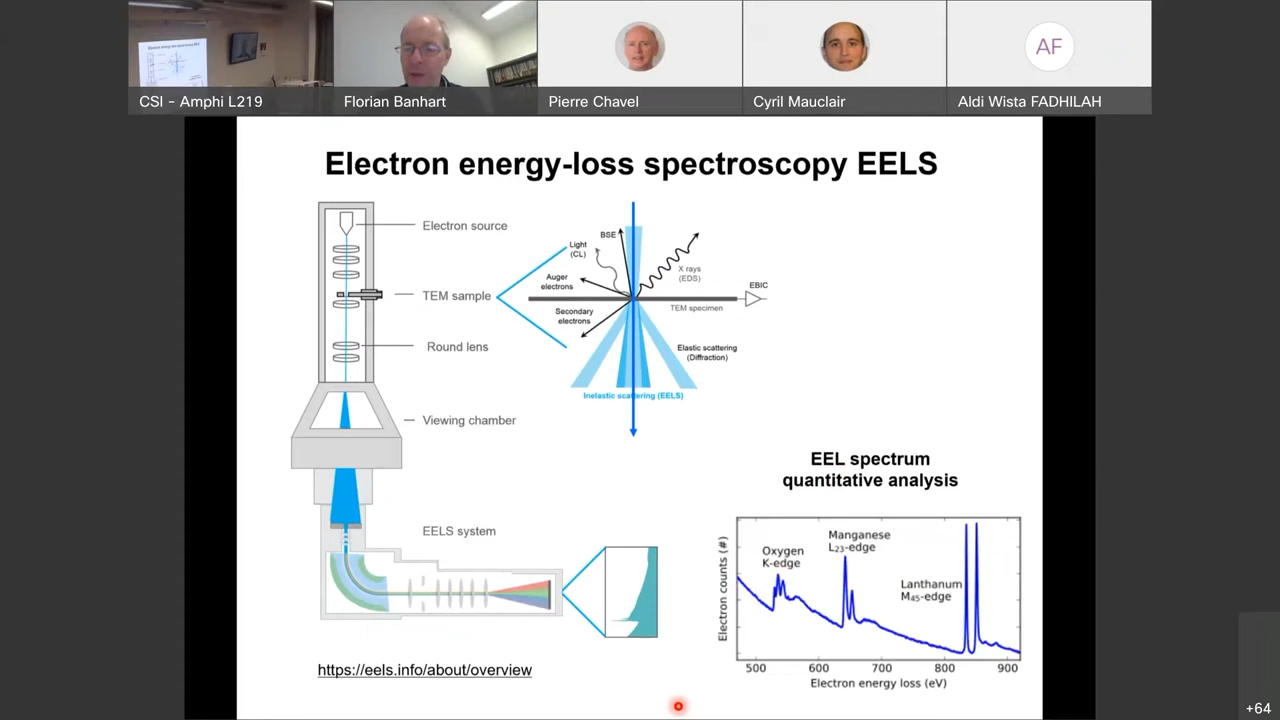 CSI - Amphi L219
Florian Banhart
Pierre Chavel
Cyril Mauclair
AF
Aldi Wista FADHILAH
Electron energy-loss spectroscopy EELS
Electron source
TEM sample
Round lens
Viewing chamber
EELS system
BSE
Light
(CL)
X rays
(EDS)
Auger
electrons
EBIC
TEM specimen
Secondary
electrons
Elastic scattering
(Diffraction)
Inelastic scattering (EELS)
EEL spectrum
quantitative analysis
Electron counts (#)
Oxygen
K-edge
Manganese
L23-edge
Lanthanum
M45-edge
500 600 700 800 900
Electron energy loss (eV)
https://eels.info/about/overview
+64